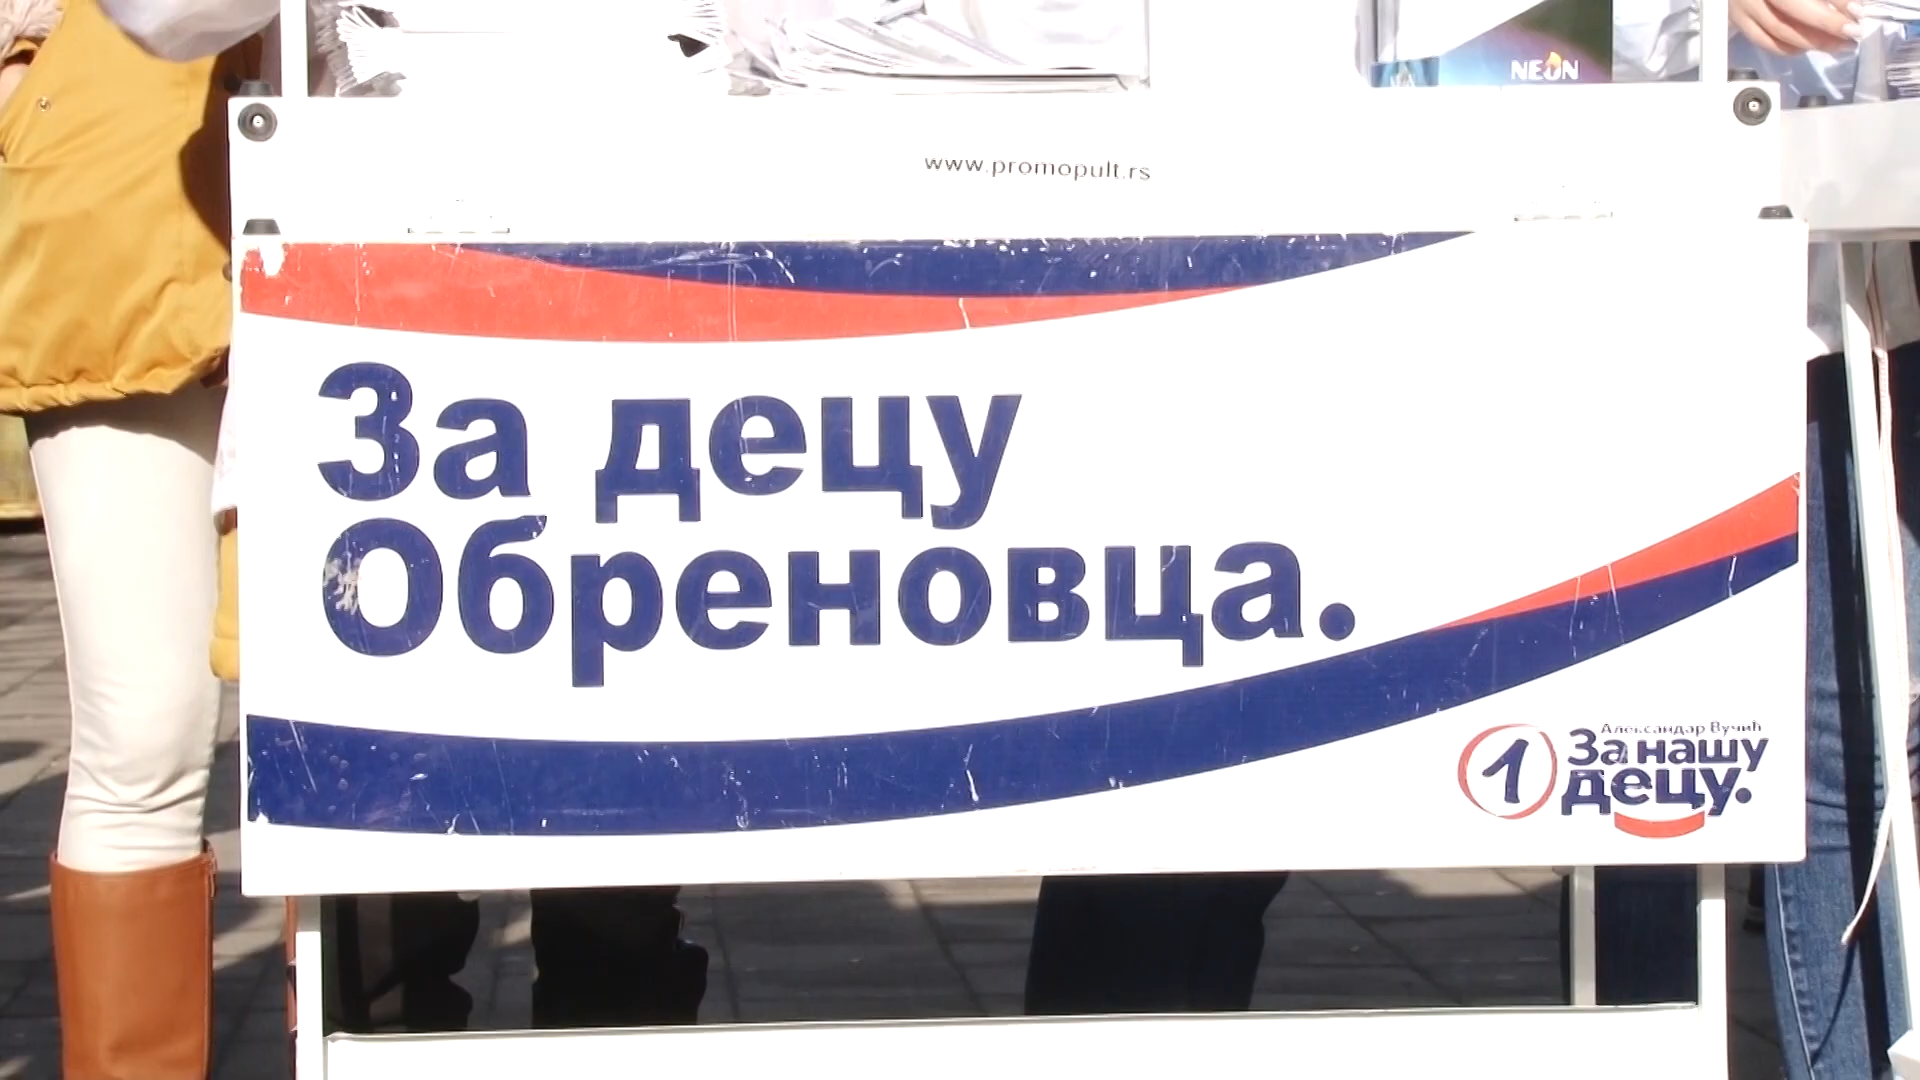 NEON
www.promopult.rs
За децу
Обреновца.
Александар Вучић
1 За нашу
децу.